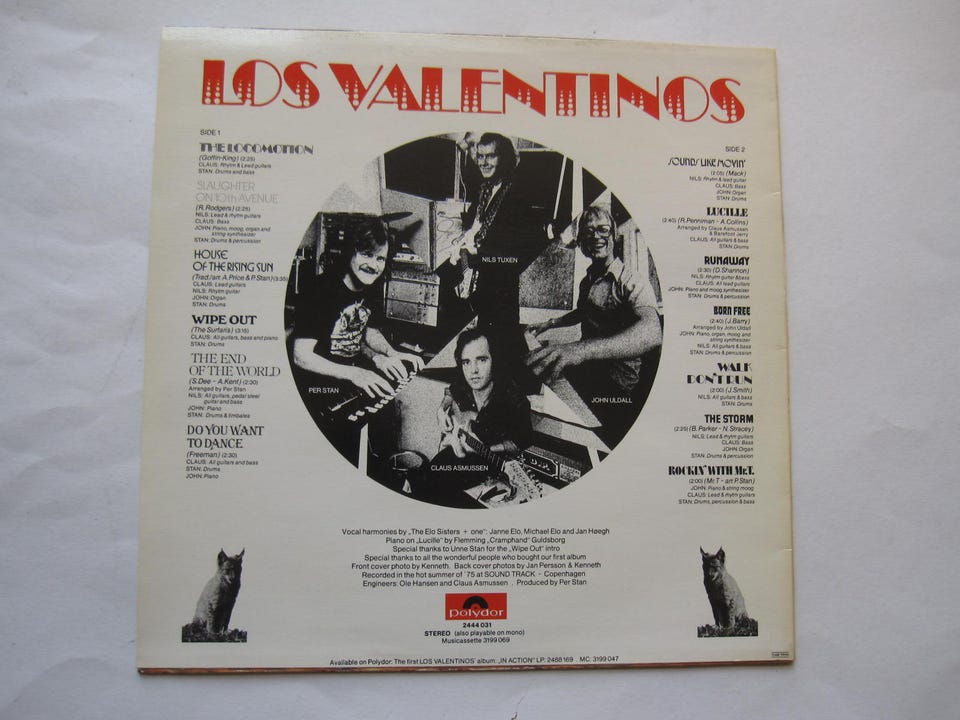 LOS VALENTINOS
SIDE 1
THE LOCOMOTION
(Goffin-King) (2:25)
CLAUS: Rhytm & Lead guitars
STAN: Drums and bass
SLAUGHTER
ON 10th AVENUE
(R. Rodgers) (2:25)
NILS: Lead & rhytm guitars
CLAUS: Bass
JOHN: Piano, moog, organ and
string synthesizer
STAN: Drums & percussion
HOUSE
OF THE RISING SUN
(Trad./arr. A. Price & P. Stan) (3:35)
CLAUS: Lead guitars
NILS: Rhytm guitar
JOHN: Organ
STAN: Drums
WIPE OUT
(The Surfaris) (3:15)
CLAUS: All guitars, bass and piano
STAN: Drums
THE END
OF THE WORLD
(S. Dee - A. Kent) (2:30)
Arranged by Per Stan
NILS: All guitars, pedal steel
guitar and bass
JOHN: Piano
STAN: Drums & timbales
DO YOU WANT
TO DANCE
(Freeman) (2:30)
CLAUS: All guitars and bass
STAN: Drums
JOHN: Piano
NILS TUXEN
PER STAN
JOHN ULDALL
CLAUS ASMUSSEN
SIDE 2
SOUNDS LIKE MOVIN'
(2:05) (Mack)
NILS: Rhytm & lead guitar
CLAUS: Bass
JOHN: Organ
STAN: Drums
LUCILLE
(2:40) (R. Penniman - A. Collins)
Arranged by Claus Asmussen
& Barefoot Jerry
CLAUS: All guitars & bass
STAN: Drums
RUNAWAY
(2:30) (D. Shannon)
NILS: Rhytm guitar & bass
CLAUS: Lead guitars
JOHN: Piano and moog synthesizer
STAN: Drums & percussion
BORN FREE
(2:40) (J. Barry)
Arranged by John Uldall
JOHN: Piano, organ, moog and
string synthesizer
NILS: All guitars & bass
STAN: Drums & percussion
WALK
DON'T RUN
(2:00) (J. Smith)
NILS: All guitars & bass
STAN: Drums
THE STORM
(2:25) (B. Parker - N. Stracey)
NILS: Lead & rhytm guitars
CLAUS: Bass
JOHN: Organ
STAN: Drums & percussion
ROCKIN' WITH Mr. T.
(2:00) (Mr. T - arr P. Stan)
JOHN: Piano & string moog
CLAUS: Lead & rhytm guitars
STAN: Drums, percussion & bass
Vocal harmonies by „The Elo Sisters + one": Janne Elo, Michael Elo and Jan Høegh
Piano on „Lucille" by Flemming „Cramphand" Guldsborg
Special thanks to Unne Stan for the „Wipe Out" intro
Special thanks to all the wonderful people who bought our first album
Front cover photo by Kenneth. Back cover photos by Jan Persson & Kenneth
Recorded in the hot summer of '75 at SOUND TRACK - Copenhagen
Engineers: Ole Hansen and Claus Asmussen . Produced by Per Stan
polydor
2444 031
STEREO (also playable on mono)
Musicassette 3199 069
Available on Polydor: The first LOS VALENTINOS' album: „IN ACTION" LP: 2488 169 . MC: 3199 047